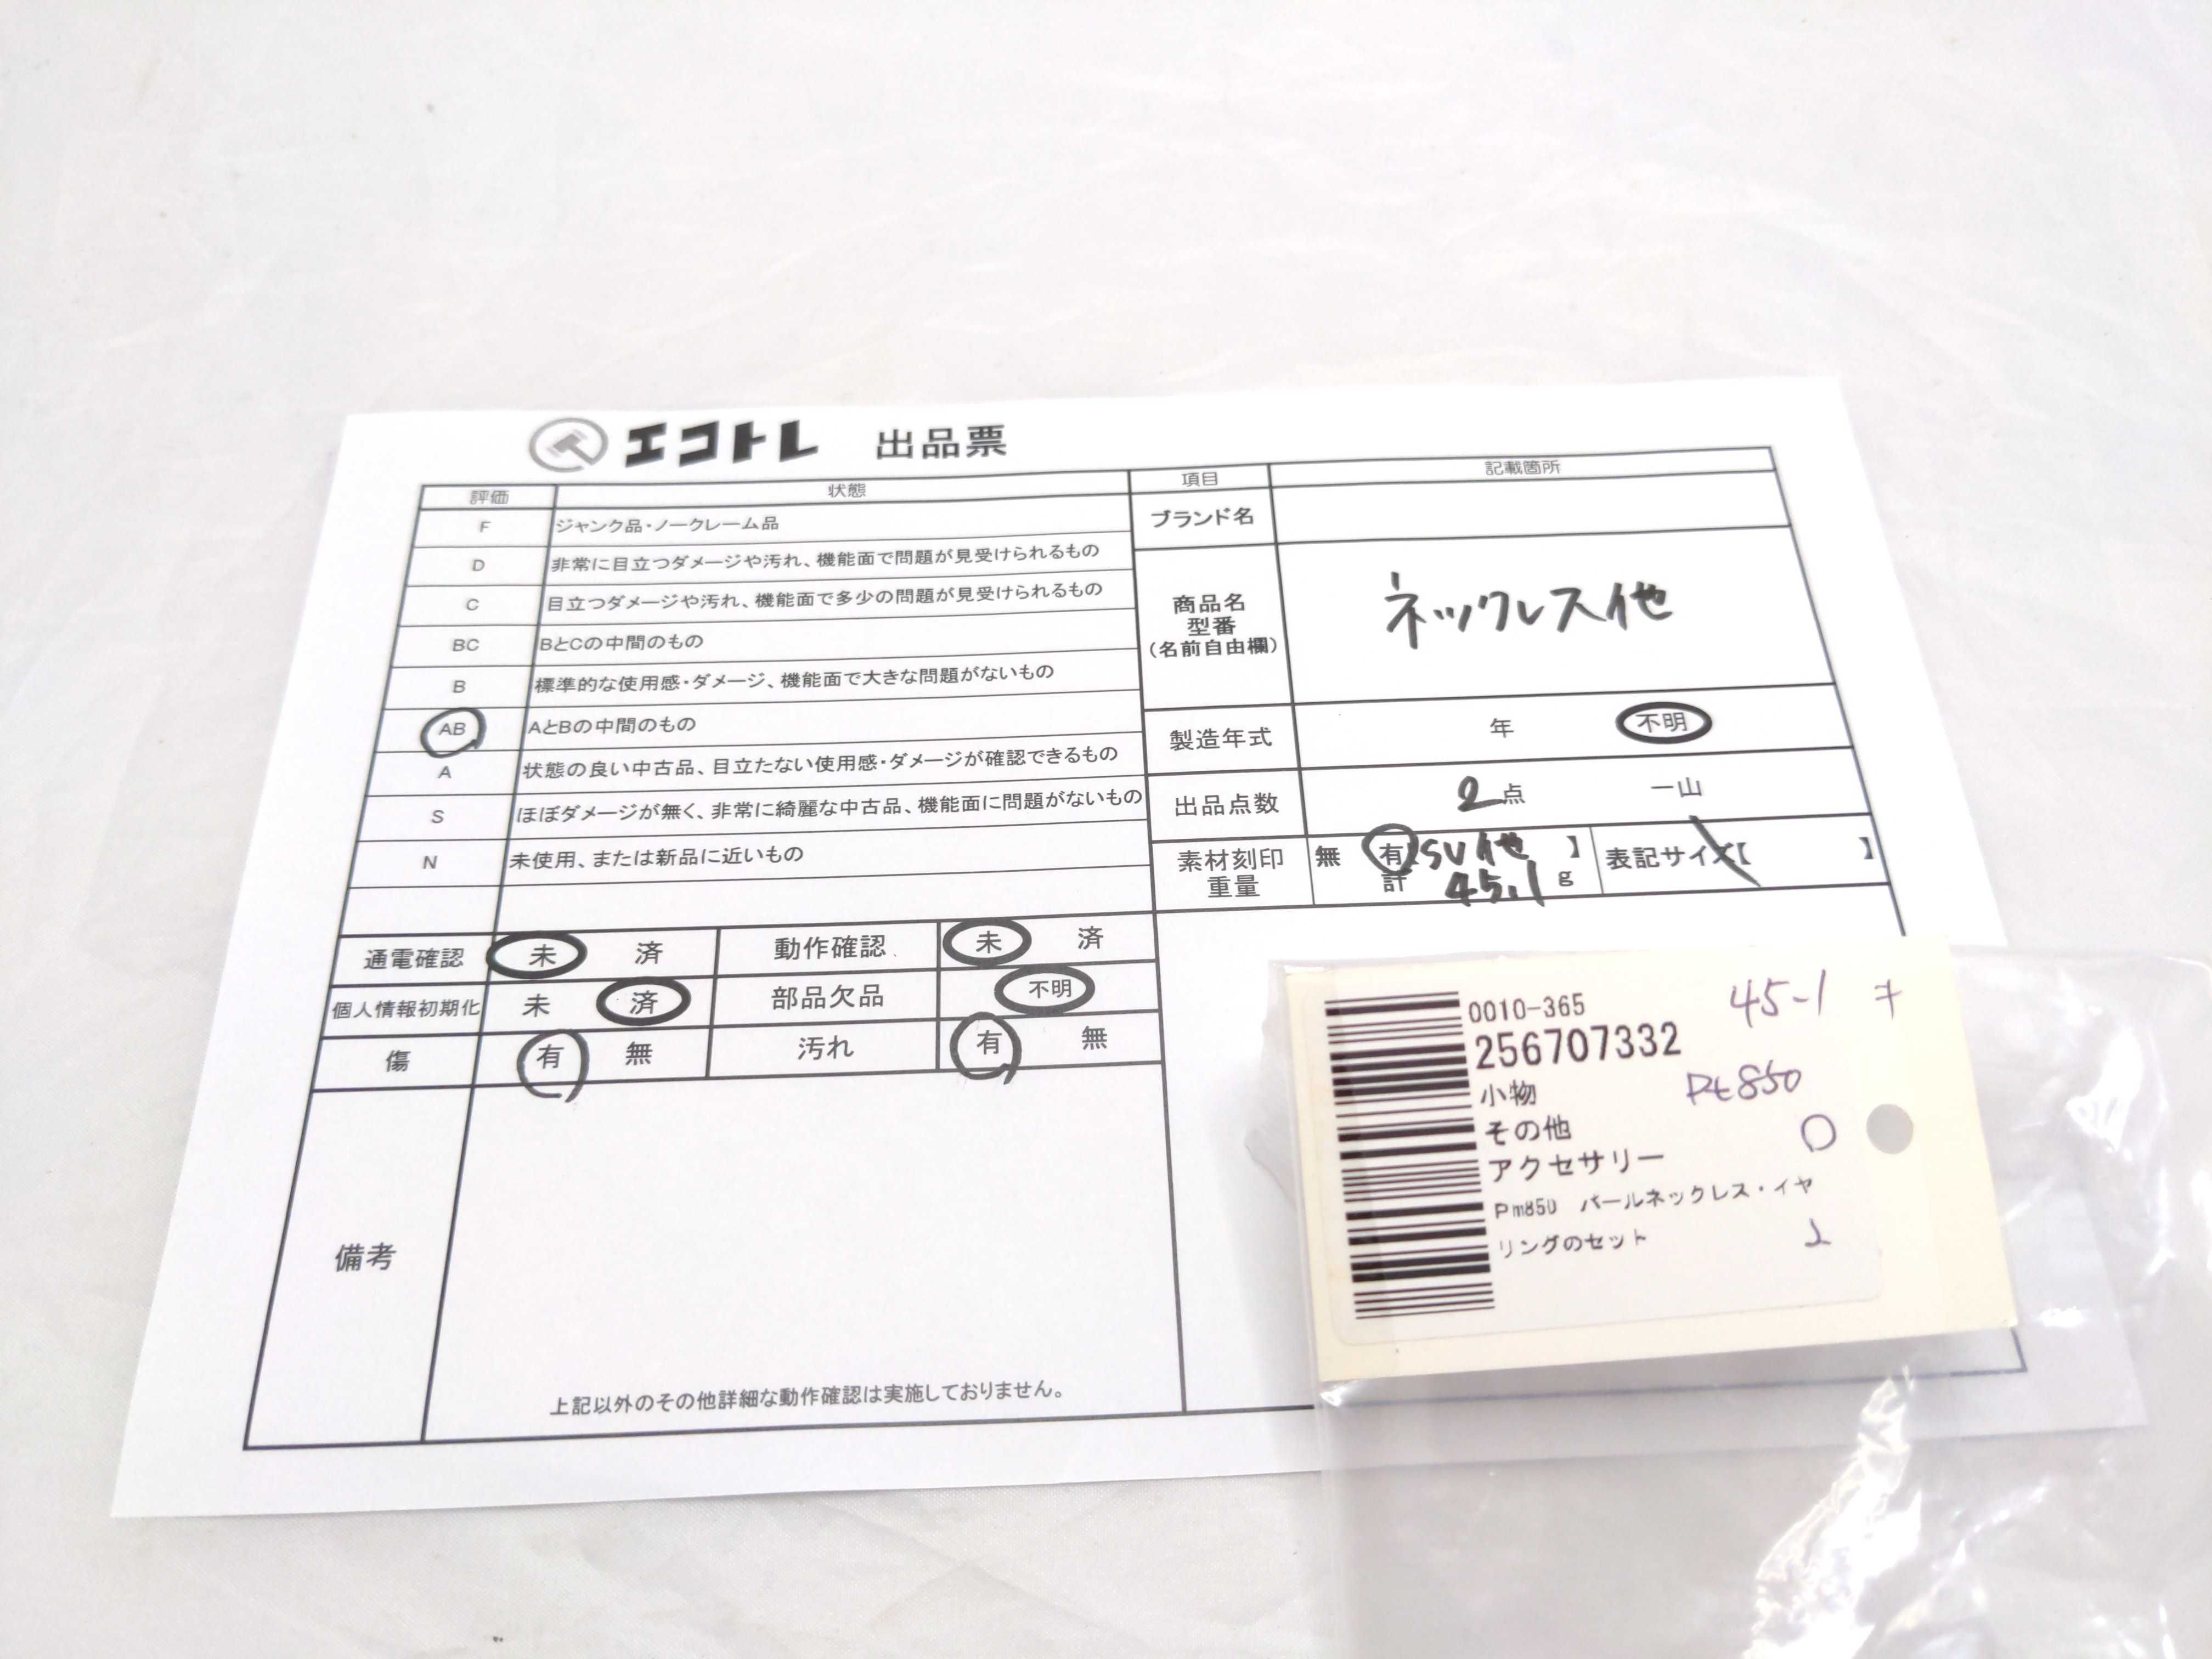 エコトレ 出品票
評価 状態
F ジャンク品・ノークレーム品
D 非常に目立つダメージや汚れ、機能面で問題が見受けられるもの
C 目立つダメージや汚れ、機能面で多少の問題が見受けられるもの
BC BとCの中間のもの
B 標準的な使用感・ダメージ、機能面で大きな問題がないもの
AB AとBの中間のもの
A 状態の良い中古品、目立たない使用感・ダメージが確認できるもの
S ほぼダメージが無く、非常に綺麗な中古品、機能面に問題がないもの
N 未使用、または新品に近いもの
項目 記載箇所
ブランド名
商品名
型番
(名前自由欄)
ネックレス他
製造年式 年 不明
出品点数 2点 一山
素材刻印
重量
無 有 SV他 】
計 45.1 g
表記サイズ【 】
通電確認 未 済 動作確認 未 済
個人情報初期化 未 済 部品欠品 不明
傷 有 無 汚れ 有 無
備考
上記以外のその他詳細な動作確認は実施しておりません。
0010-365 45-1
256707332
小物 Pt850
その他
アクセサリー
Pm850 パールネックレス・イヤ
リングのセット